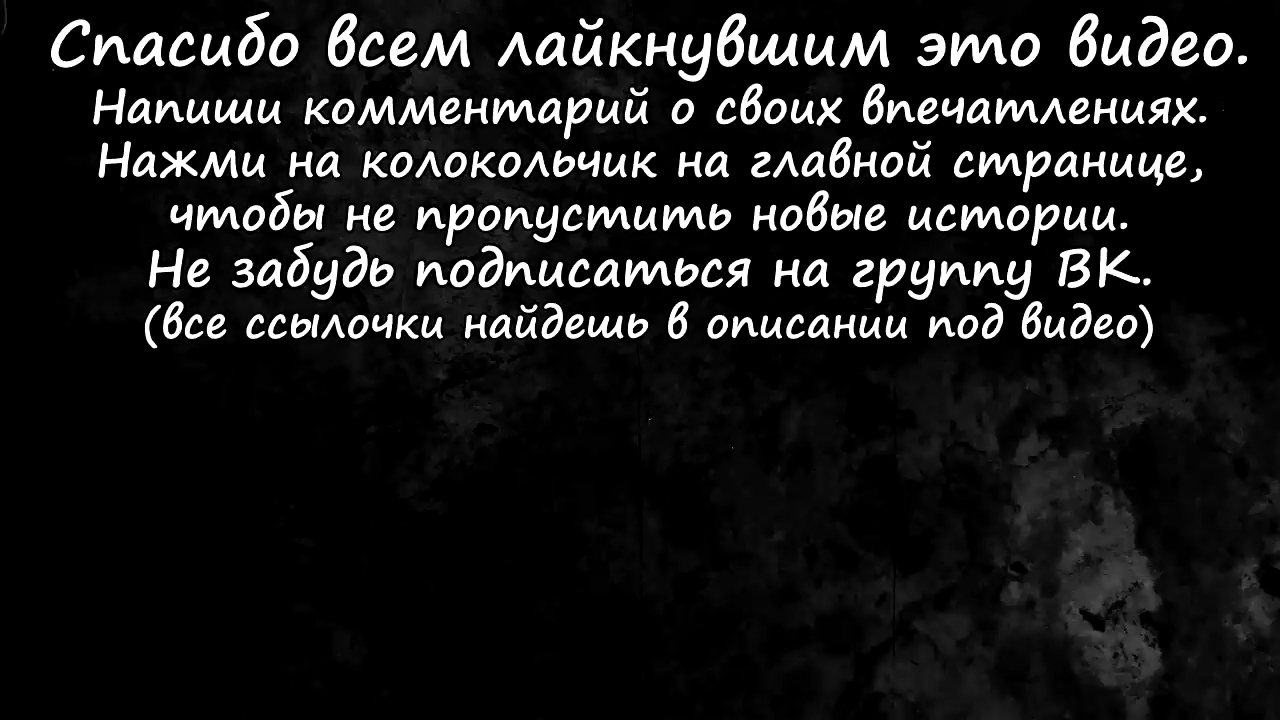 Спасибо всем лайкнувшим это видео.
Напиши комментарий о своих впечатлениях.
Нажми на колокольчик на главной странице,
чтобы не пропустить новые истории.
Не забудь подписаться на группу ВК.
(все ссылочки найдешь в описании под видео)